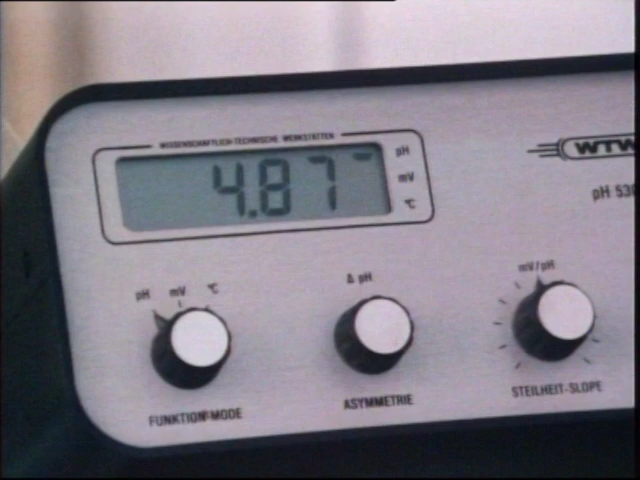 WISSENSCHAFTLICH-TECHNISCHE WERKSTÄTTEN
4.87
pH
mV
°C
WTW
pH 530
pH mV °C
FUNKTION/MODE
Δ pH
ASYMMETRIE
mV/pH
STEILHEIT-SLOPE